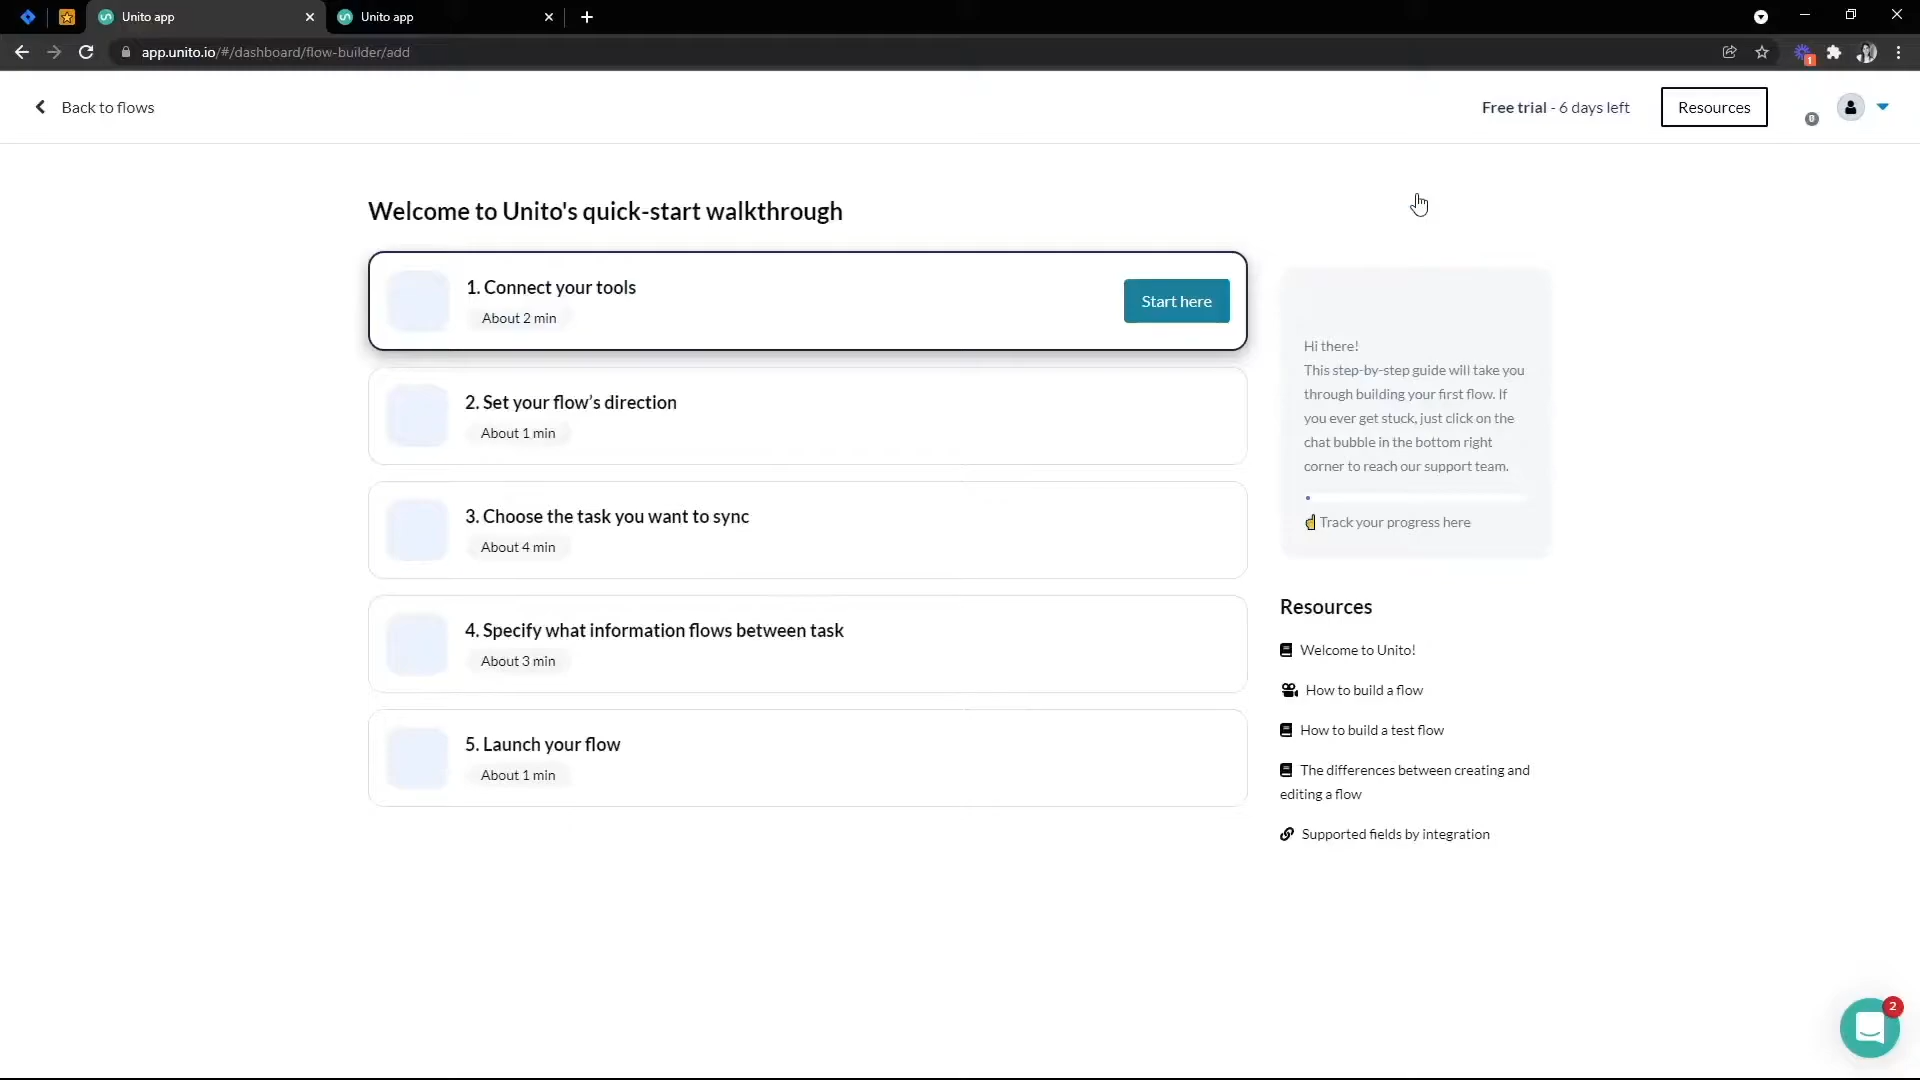 Unito app
Unito app
app.unito.io/#/dashboard/flow-builder/add
1
Back to flows
Free trial - 6 days left
Resources
0
Welcome to Unito's quick-start walkthrough
1. Connect your tools
About 2 min
Start here
2. Set your flow’s direction
About 1 min
3. Choose the task you want to sync
About 4 min
4. Specify what information flows between task
About 3 min
5. Launch your flow
About 1 min
Hi there!
This step-by-step guide will take you
through building your first flow. If
you ever get stuck, just click on the
chat bubble in the bottom right
corner to reach our support team.
Track your progress here
Resources
Welcome to Unito!
How to build a flow
How to build a test flow
The differences between creating and
editing a flow
Supported fields by integration
2